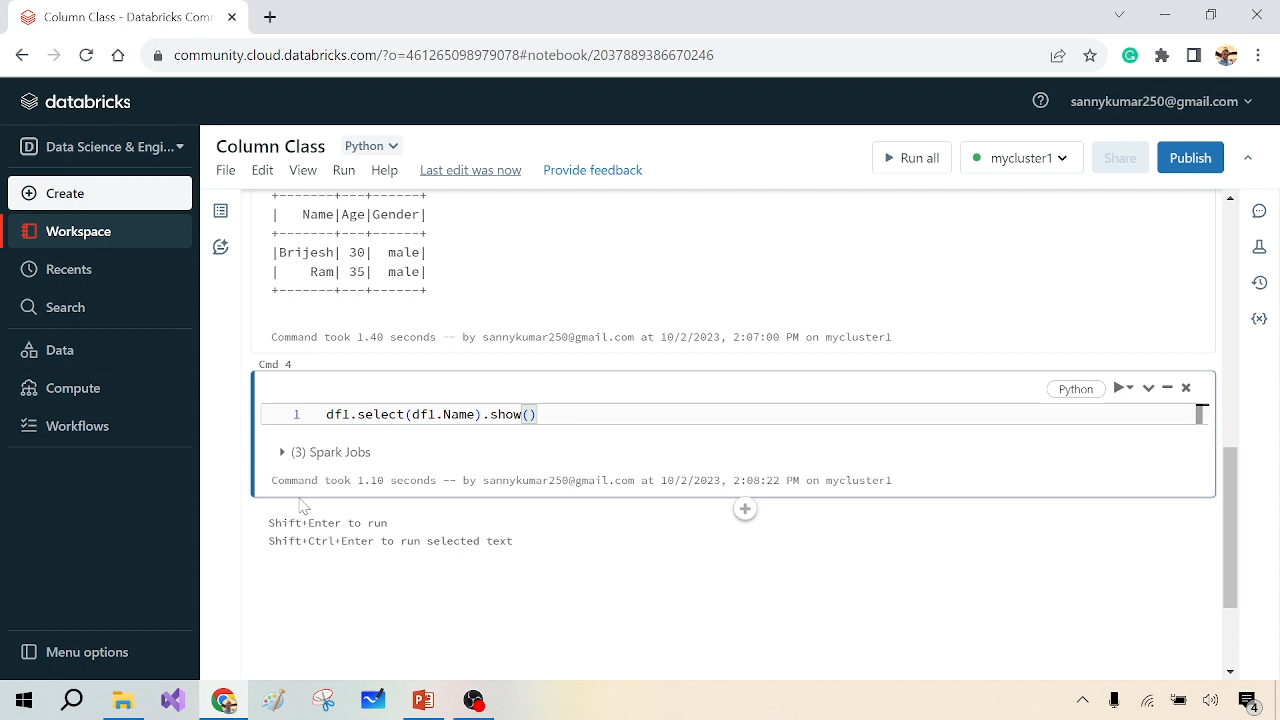 Column Class - Databricks Com
community.cloud.databricks.com/?o=461265098979078#notebook/2037889386670246
databricks
sannykumar250@gmail.com
D Data Science & Engi...
Column Class
Python
Run all
mycluster1
Share
Publish
File
Edit
View
Run
Help
Last edit was now
Provide feedback
Create
Workspace
Recents
Search
Data
Compute
Workflows
Menu options
+-------+---+------+
|   Name|Age|Gender|
+-------+---+------+
|Brijesh| 30|  male|
|    Ram| 35|  male|
+-------+---+------+
Command took 1.40 seconds -- by sannykumar250@gmail.com at 10/2/2023, 2:07:00 PM on mycluster1
Cmd 4
Python
1 df1.select(df1.Name).show()
(3) Spark Jobs
Command took 1.10 seconds -- by sannykumar250@gmail.com at 10/2/2023, 2:08:22 PM on mycluster1
Shift+Enter to run
Shift+Ctrl+Enter to run selected text
4